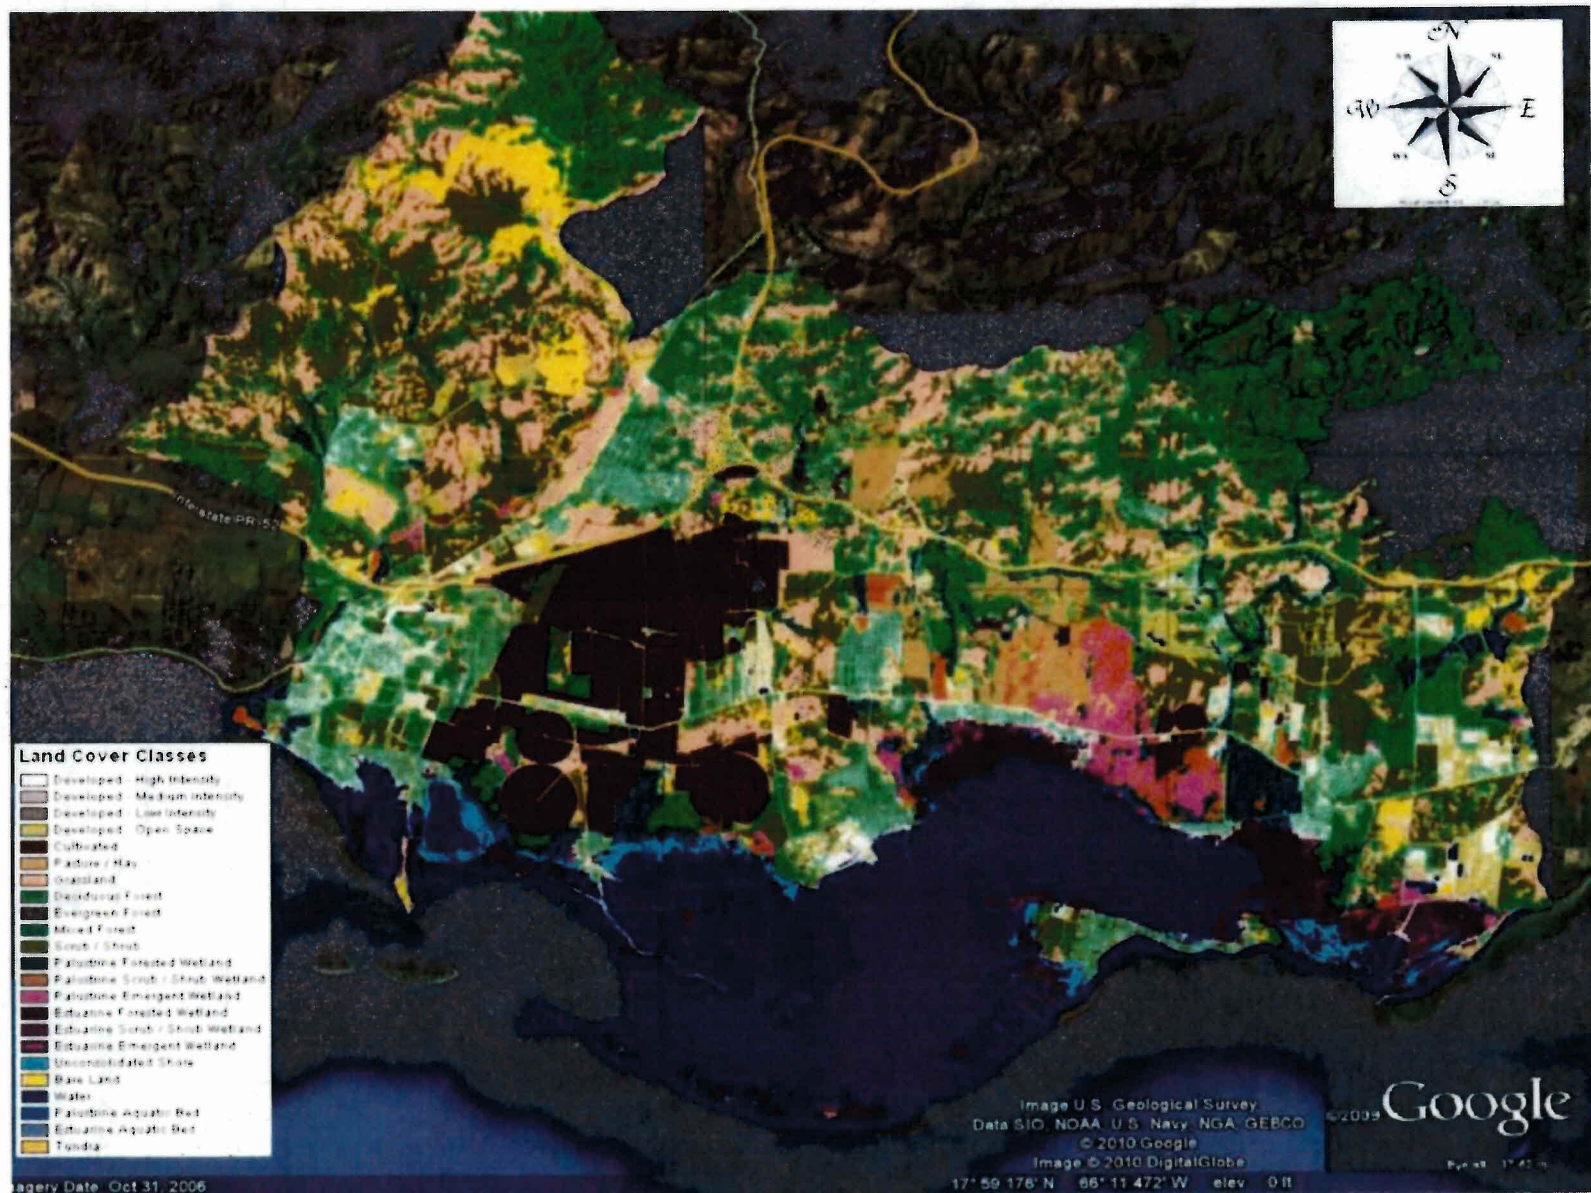 N
E
S
Interstate PR-52
Land Cover Classes
Developed - High Intensity
Developed - Medium Intensity
Developed - Low Intensity
Developed - Open Space
Cultivated
Pasture / Hay
Grassland
Deciduous Forest
Evergreen Forest
Mixed Forest
Scrub / Shrub
Palustrine Forested Wetland
Palustrine Scrub / Shrub Wetland
Palustrine Emergent Wetland
Estuarine Forested Wetland
Estuarine Scrub / Shrub Wetland
Estuarine Emergent Wetland
Unconsolidated Shore
Bare Land
Water
Palustrine Aquatic Bed
Estuarine Aquatic Bed
Tundra
Image U.S. Geological Survey
Data SIO, NOAA, U.S. Navy, NGA, GEBCO
© 2010 Google
Image © 2010 DigitalGlobe
©2009 Google
agery Date: Oct 31, 2006
17° 59.176' N 66° 11.472' W elev 0 ft